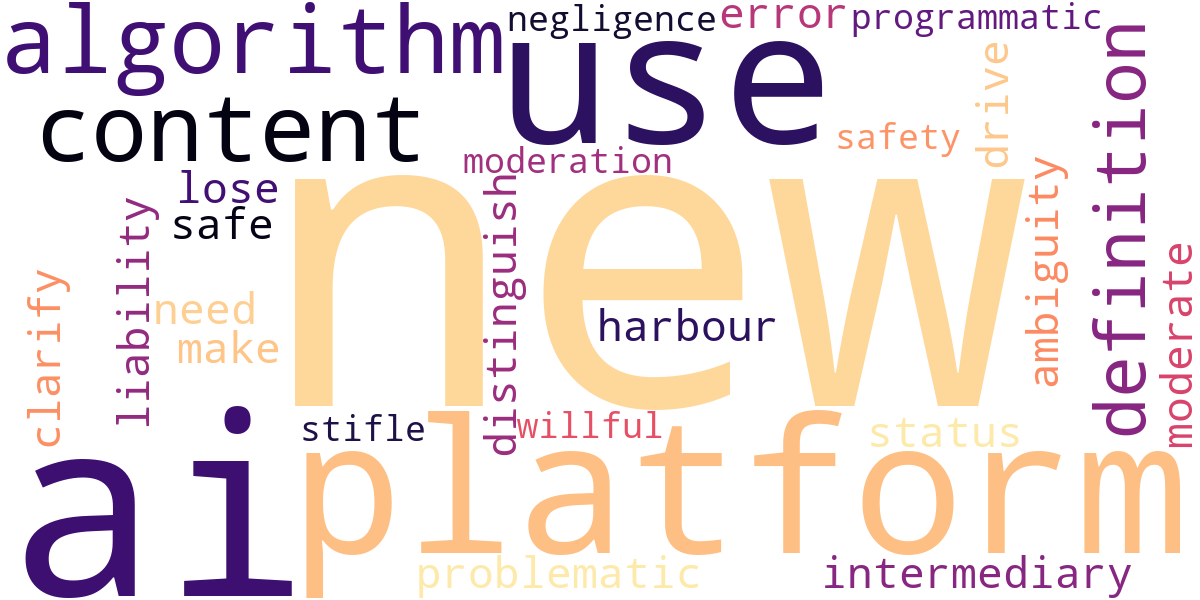 algorithm
negligence
error
programmatic
use
content
drive
definition
safety
moderation
lose
safe
new
distinguish
ambiguity
liability
moderate
clarify
need
make
harbour
ai
stifle
willful
platform
status
problematic
intermediary